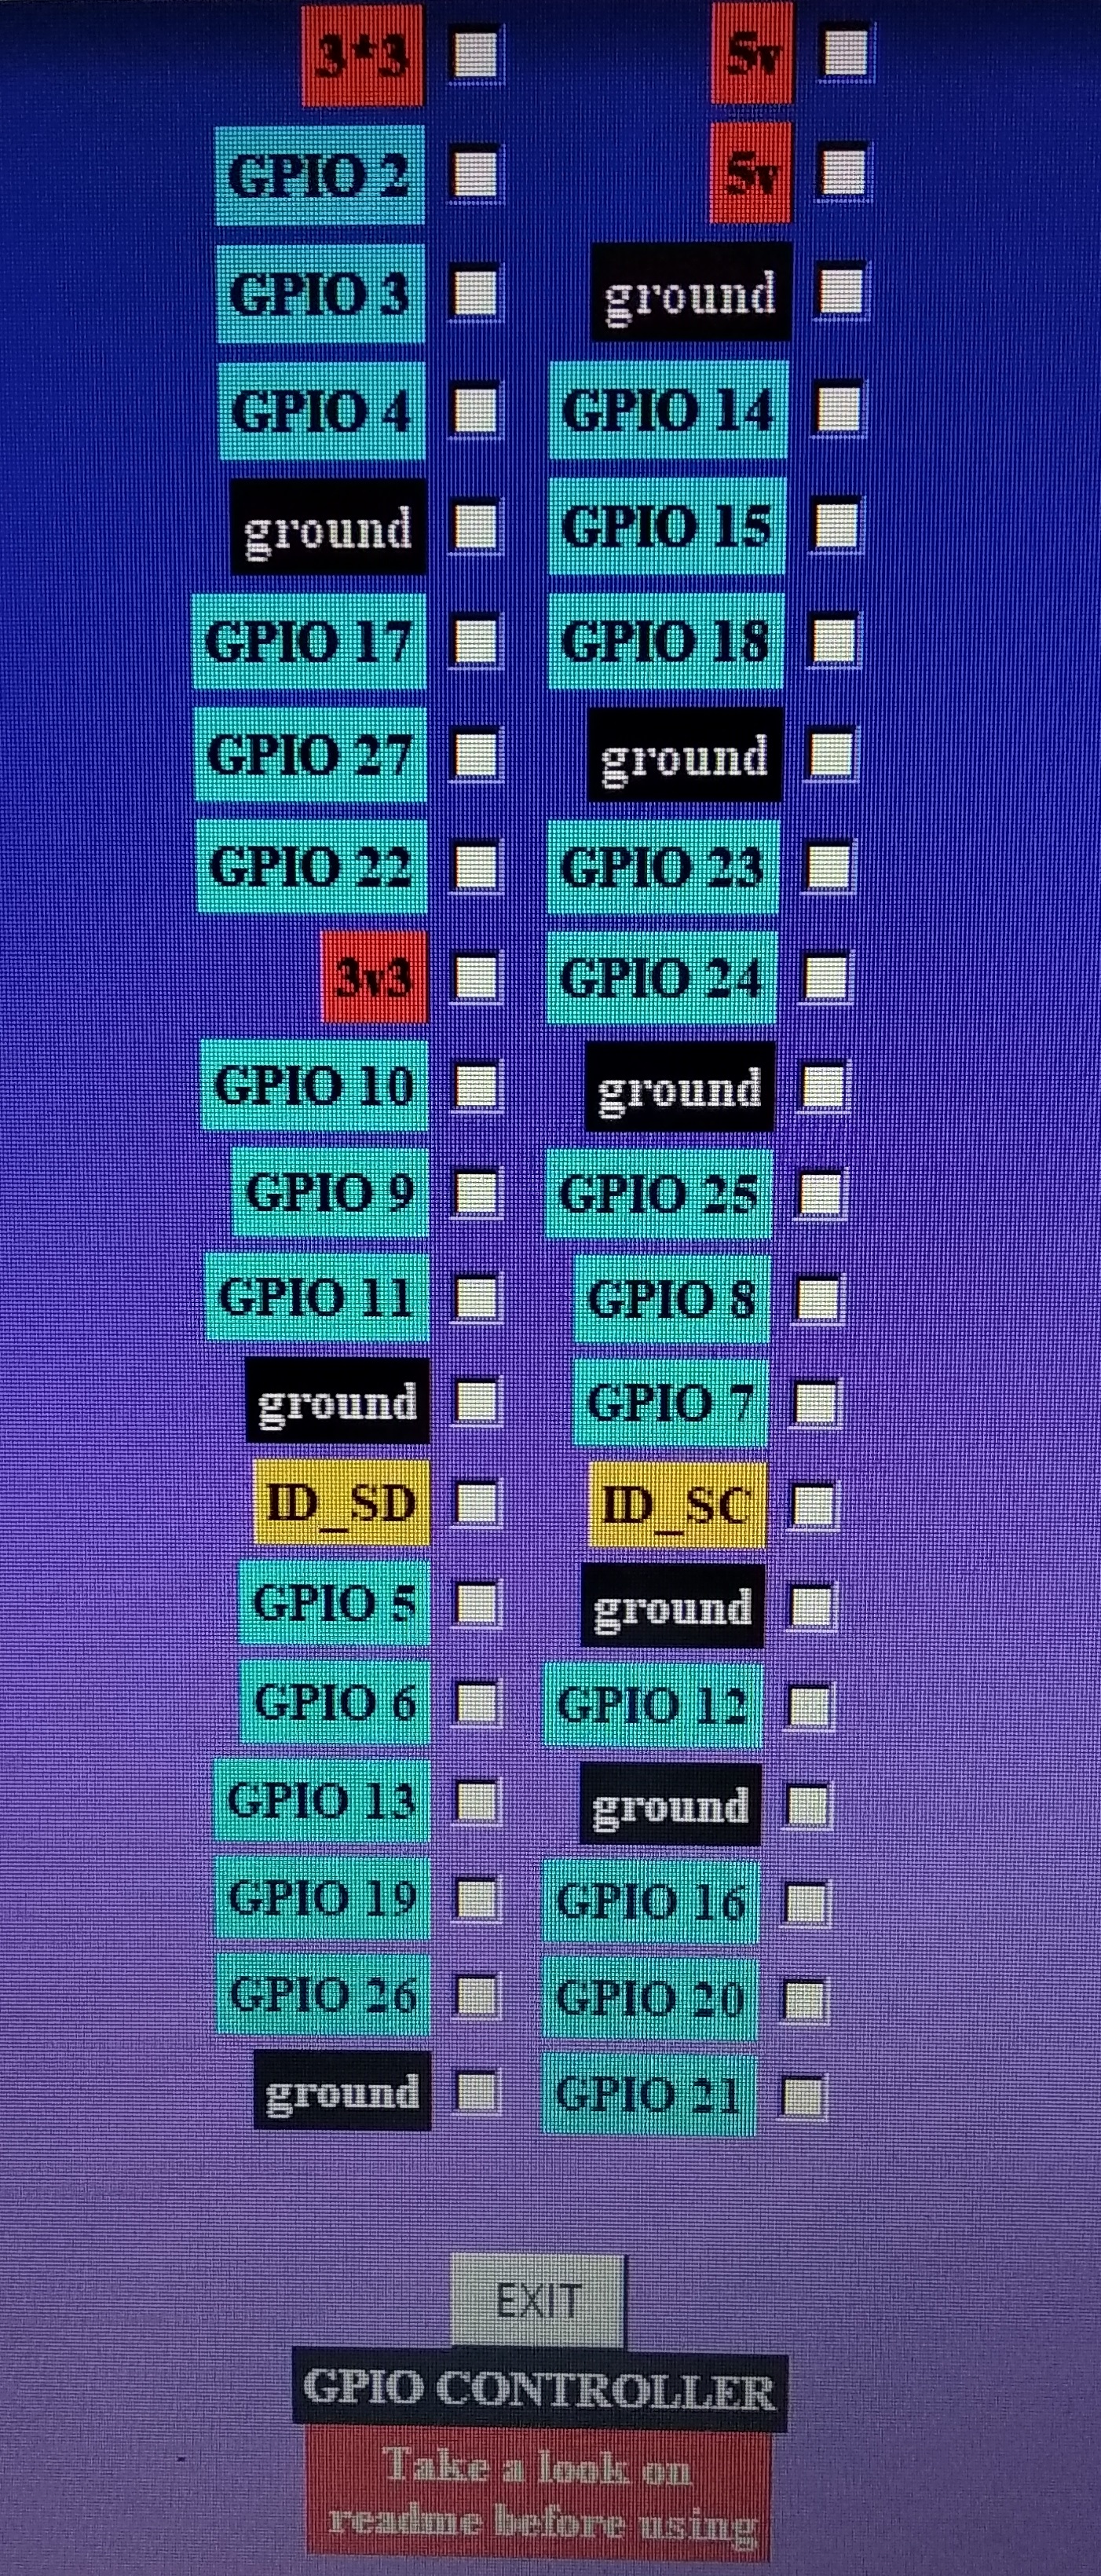 3*3 5v
GPIO 2 5v
GPIO 3 ground
GPIO 4 GPIO 14
ground GPIO 15
GPIO 17 GPIO 18
GPIO 27 ground
GPIO 22 GPIO 23
3v3 GPIO 24
GPIO 10 ground
GPIO 9 GPIO 25
GPIO 11 GPIO 8
ground GPIO 7
ID_SD ID_SC
GPIO 5 ground
GPIO 6 GPIO 12
GPIO 13 ground
GPIO 19 GPIO 16
GPIO 26 GPIO 20
ground GPIO 21
EXIT
GPIO CONTROLLER
Take a look on
readme before using